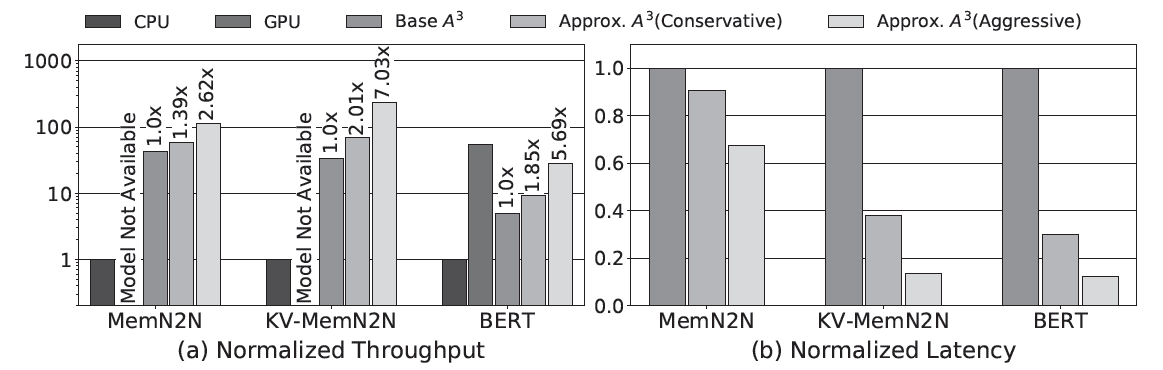 CPU GPU Base A³ Approx. A³(Conservative) Approx. A³(Aggressive)
1000
100
10
1
Model Not Available
1.0x
1.39x
2.62x
Model Not Available
1.0x
2.01x
7.03x
1.0x
1.85x
5.69x
MemN2N KV-MemN2N BERT
(a) Normalized Throughput
1.0
0.8
0.6
0.4
0.2
0.0
MemN2N KV-MemN2N BERT
(b) Normalized Latency